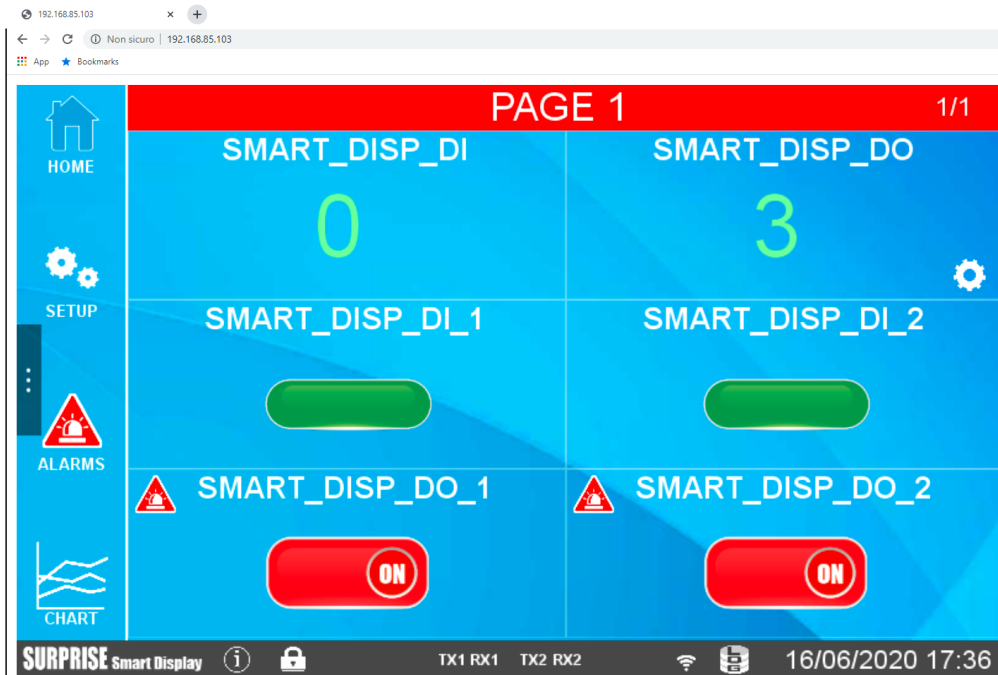 192.168.85.103
Non sicuro | 192.168.85.103
App Bookmarks
PAGE 1 1/1
HOME
SETUP
ALARMS
CHART
SMART_DISP_DI
0
SMART_DISP_DO
3
SMART_DISP_DI_1
SMART_DISP_DI_2
SMART_DISP_DO_1
ON
SMART_DISP_DO_2
ON
SURPRISE Smart Display TX1 RX1 TX2 RX2 16/06/2020 17:36